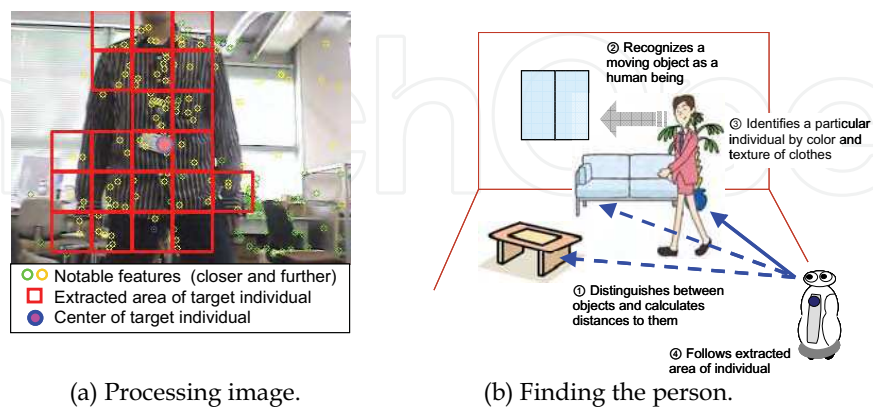 Notable features (closer and further)
Extracted area of target individual
Center of target individual
(a) Processing image.
② Recognizes a
moving object as a
human being
③ Identifies a particular
individual by color and
texture of clothes
① Distinguishes between
objects and calculates
distances to them
④ Follows extracted
area of individual
(b) Finding the person.